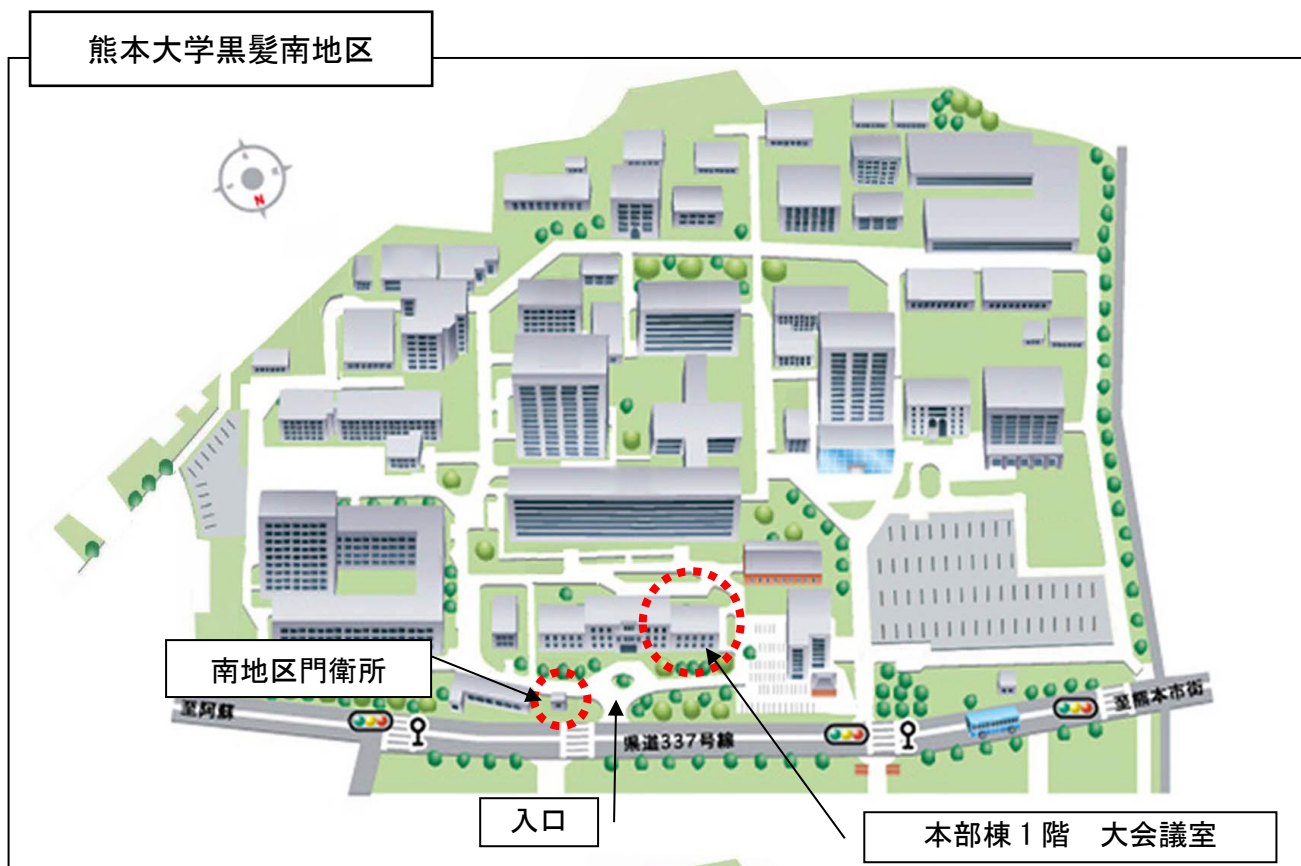 熊本大学黒髪南地区
N
南地区門衛所
至阿蘇
県道337号線
至熊本市街
入口
本部棟1階　大会議室